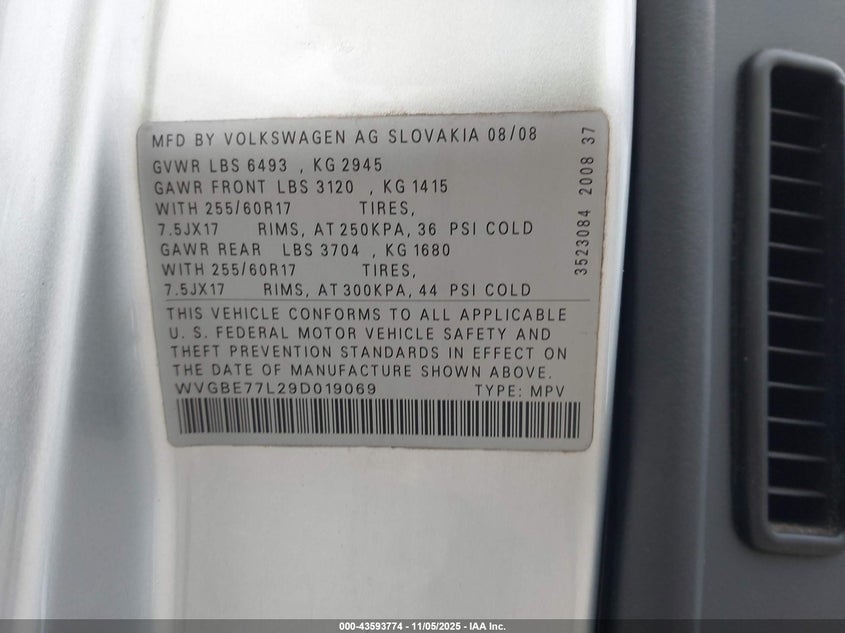 MFD BY VOLKSWAGEN AG SLOVAKIA 08/08
GVWR LBS 6493 , KG 2945
GAWR FRONT LBS 3120 , KG 1415
WITH 255/60R17 TIRES,
7.5JX17 RIMS, AT 250KPA, 36 PSI COLD
GAWR REAR LBS 3704 , KG 1680
WITH 255/60R17 TIRES,
7.5JX17 RIMS, AT 300KPA, 44 PSI COLD
THIS VEHICLE CONFORMS TO ALL APPLICABLE
U. S. FEDERAL MOTOR VEHICLE SAFETY AND
THEFT PREVENTION STANDARDS IN EFFECT ON
THE DATE OF MANUFACTURE SHOWN ABOVE.
WVGBE77L29D019069 TYPE: MPV
3523084 2008 37
000-43593774 - 11/05/2025 - IAA Inc.